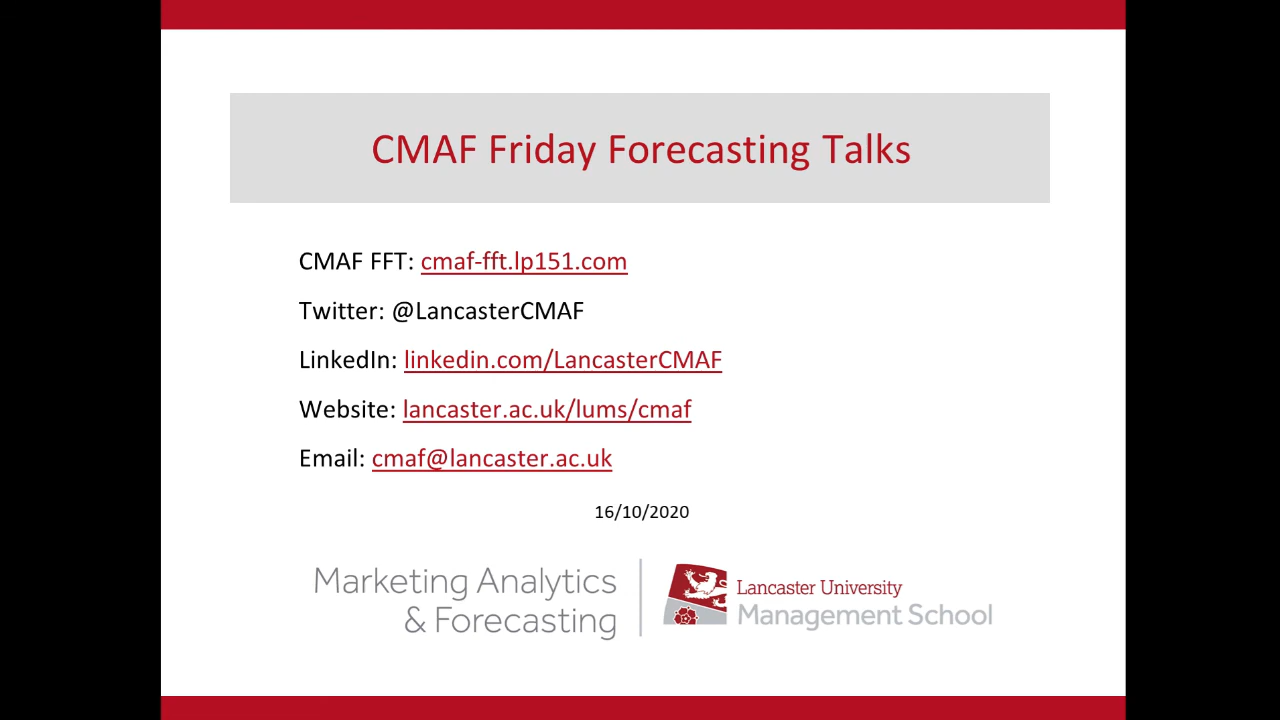 CMAF Friday Forecasting Talks
CMAF FFT: cmaf-fft.lp151.com
Twitter: @LancasterCMAF
LinkedIn: linkedin.com/LancasterCMAF
Website: lancaster.ac.uk/lums/cmaf
Email: cmaf@lancaster.ac.uk
16/10/2020
Marketing Analytics
& Forecasting
Lancaster University
Management School